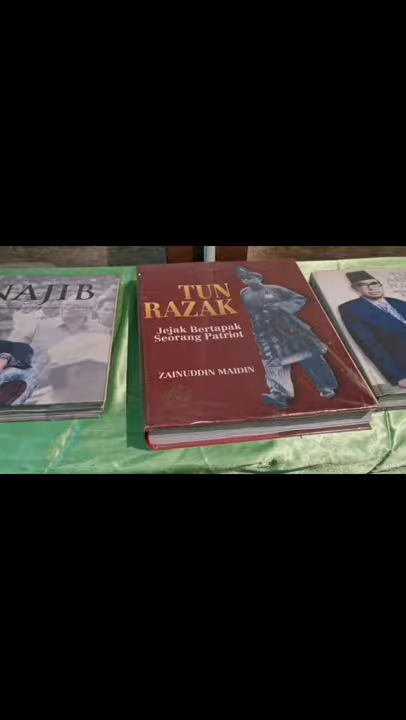 NAJIB
TUN
RAZAK
Jejak Bertapak
Seorang Patriot
ZAINUDDIN MAIDIN